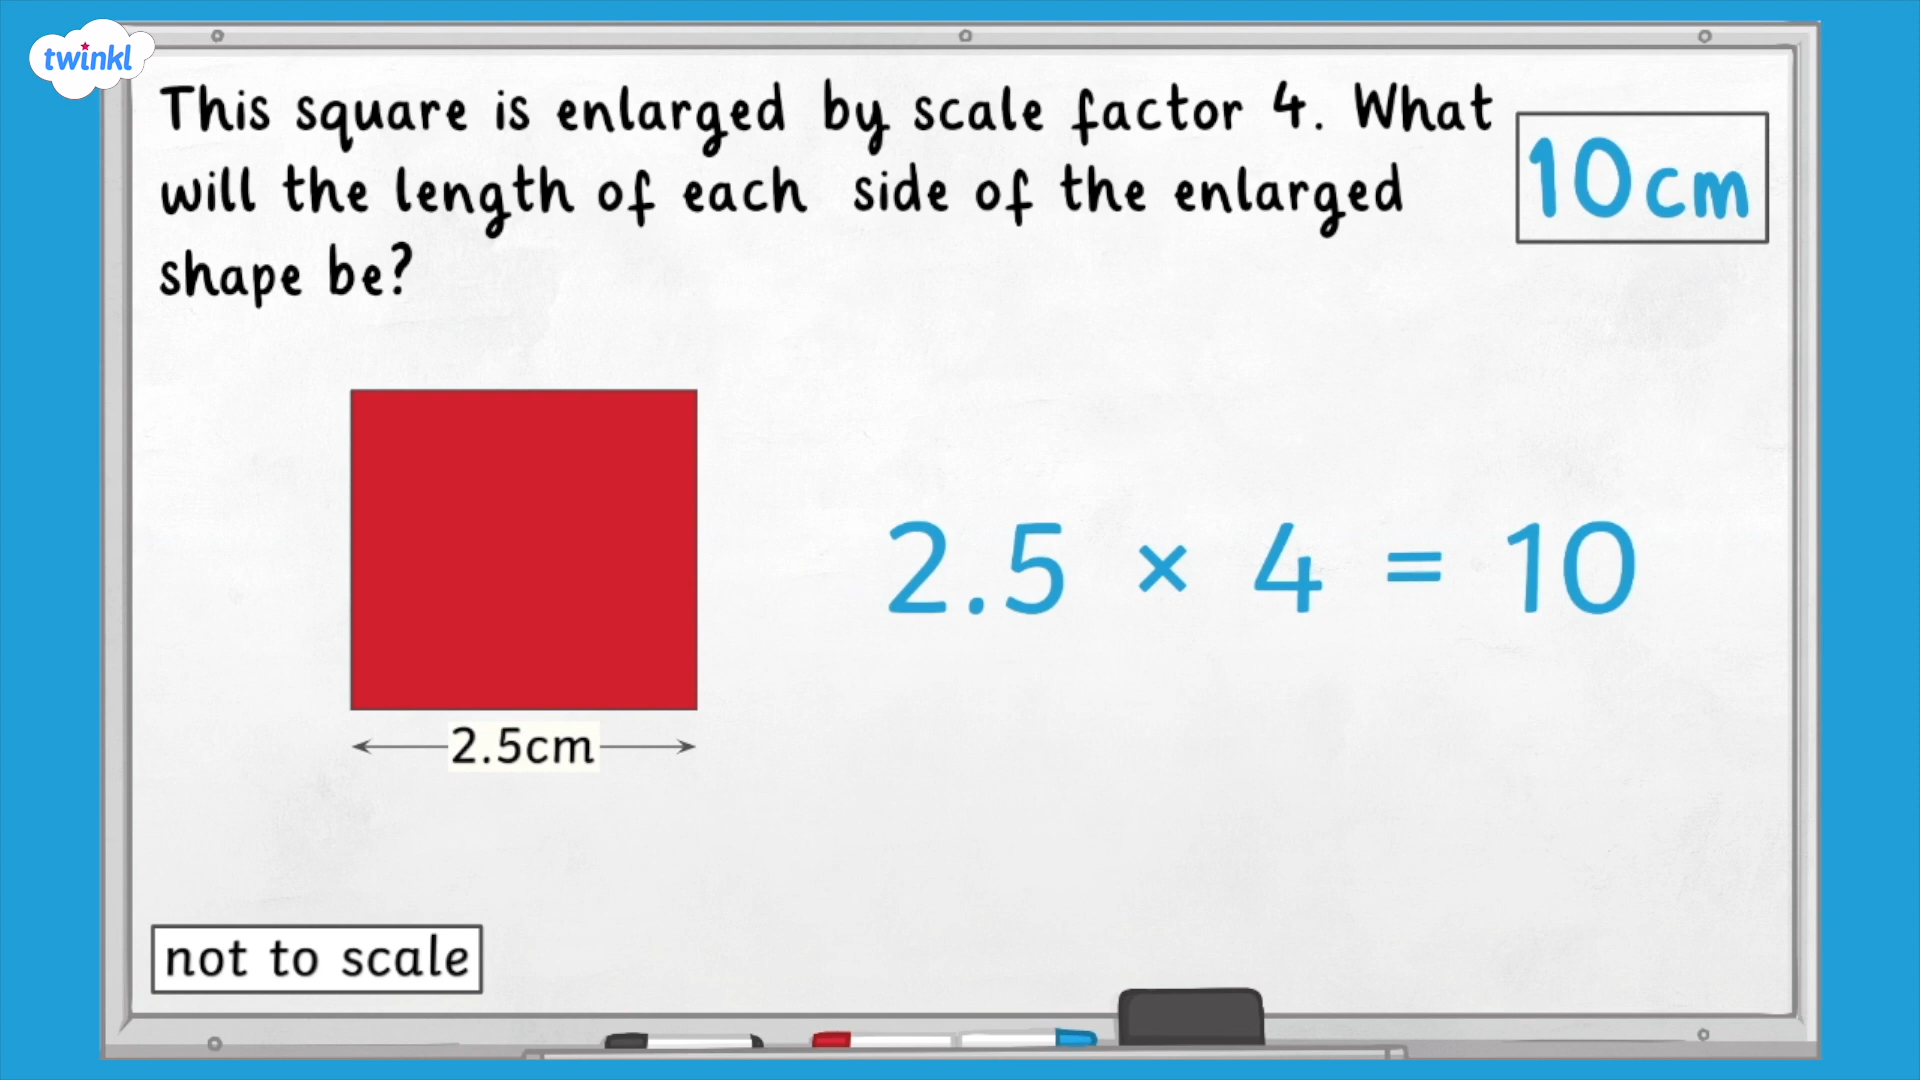 twinkl
This square is enlarged by scale factor 4. What
will the length of each side of the enlarged
shape be?
10cm
2.5 × 4 = 10
2.5cm
not to scale